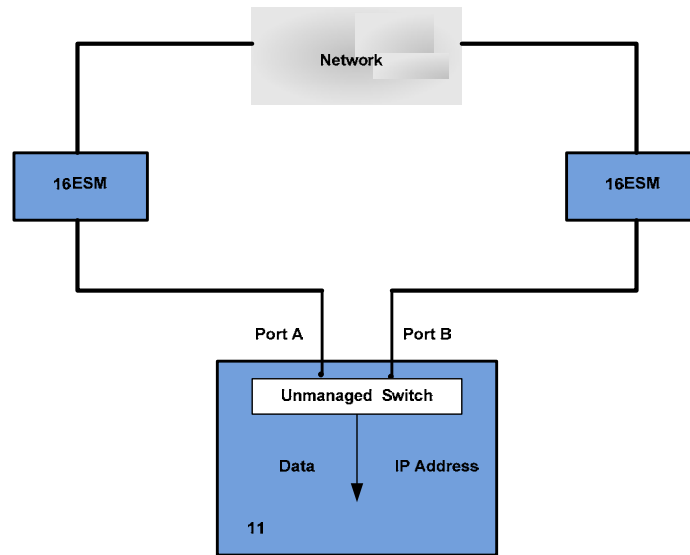 Network
16ESM
16ESM
Port A
Port B
Unmanaged Switch
Data
IP Address
11